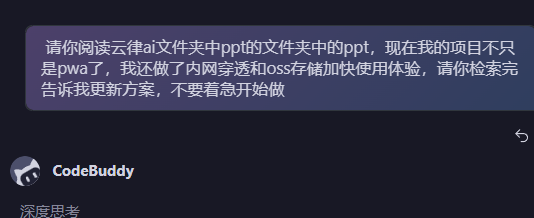 请你阅读云律ai文件夹中ppt的文件夹中的ppt，现在我的项目不只
是pwa了，我还做了内网穿透和oss存储加快使用体验，请你检索完
告诉我更新方案，不要着急开始做
CodeBuddy
深度思考